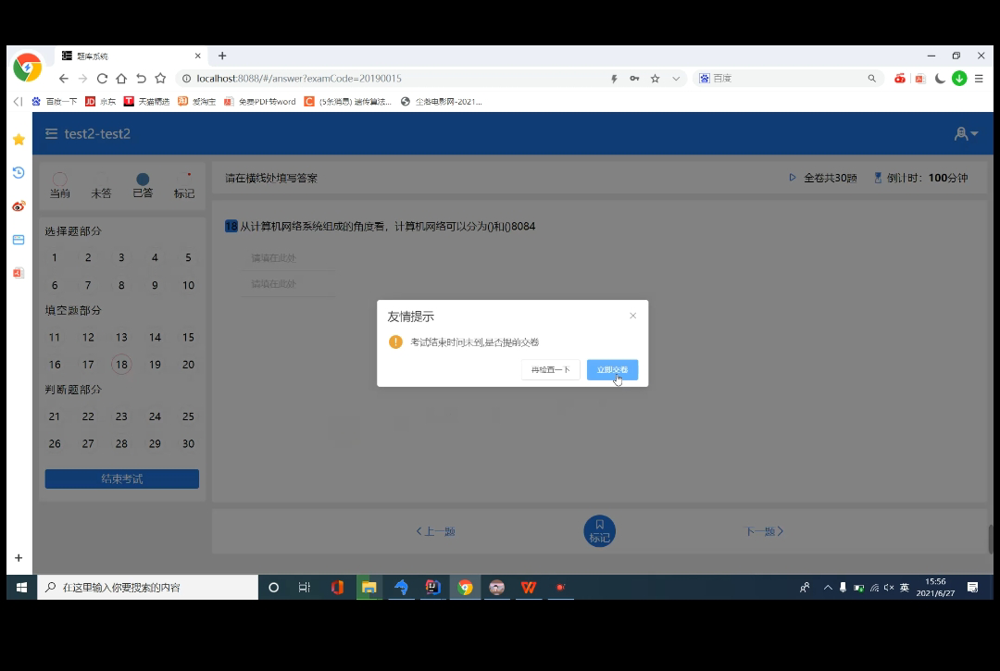 题库系统
localhost:8088/#/answer?examCode=20190015
百度
百度一下
JD 京东
T 天猫精选
爱淘宝
免费PDF转word
C (5条消息) 遗传算法...
尘落电影网-2021...
test2-test2
当前 未答 已答 标记
请在横线处填写答案
全卷共30题
倒计时：100分钟
选择题部分
1 2 3 4 5
6 7 8 9 10
填空题部分
11 12 13 14 15
16 17 18 19 20
判断题部分
21 22 23 24 25
26 27 28 29 30
结束考试
18 从计算机网络系统组成的角度看，计算机网络可以分为()和()8084
请填在此处
请填在此处
友情提示
考试结束时间未到,是否提前交卷
再检查一下
立即交卷
上一题
标记
下一题
在这里输入你要搜索的内容
英
15:56
2021/6/27